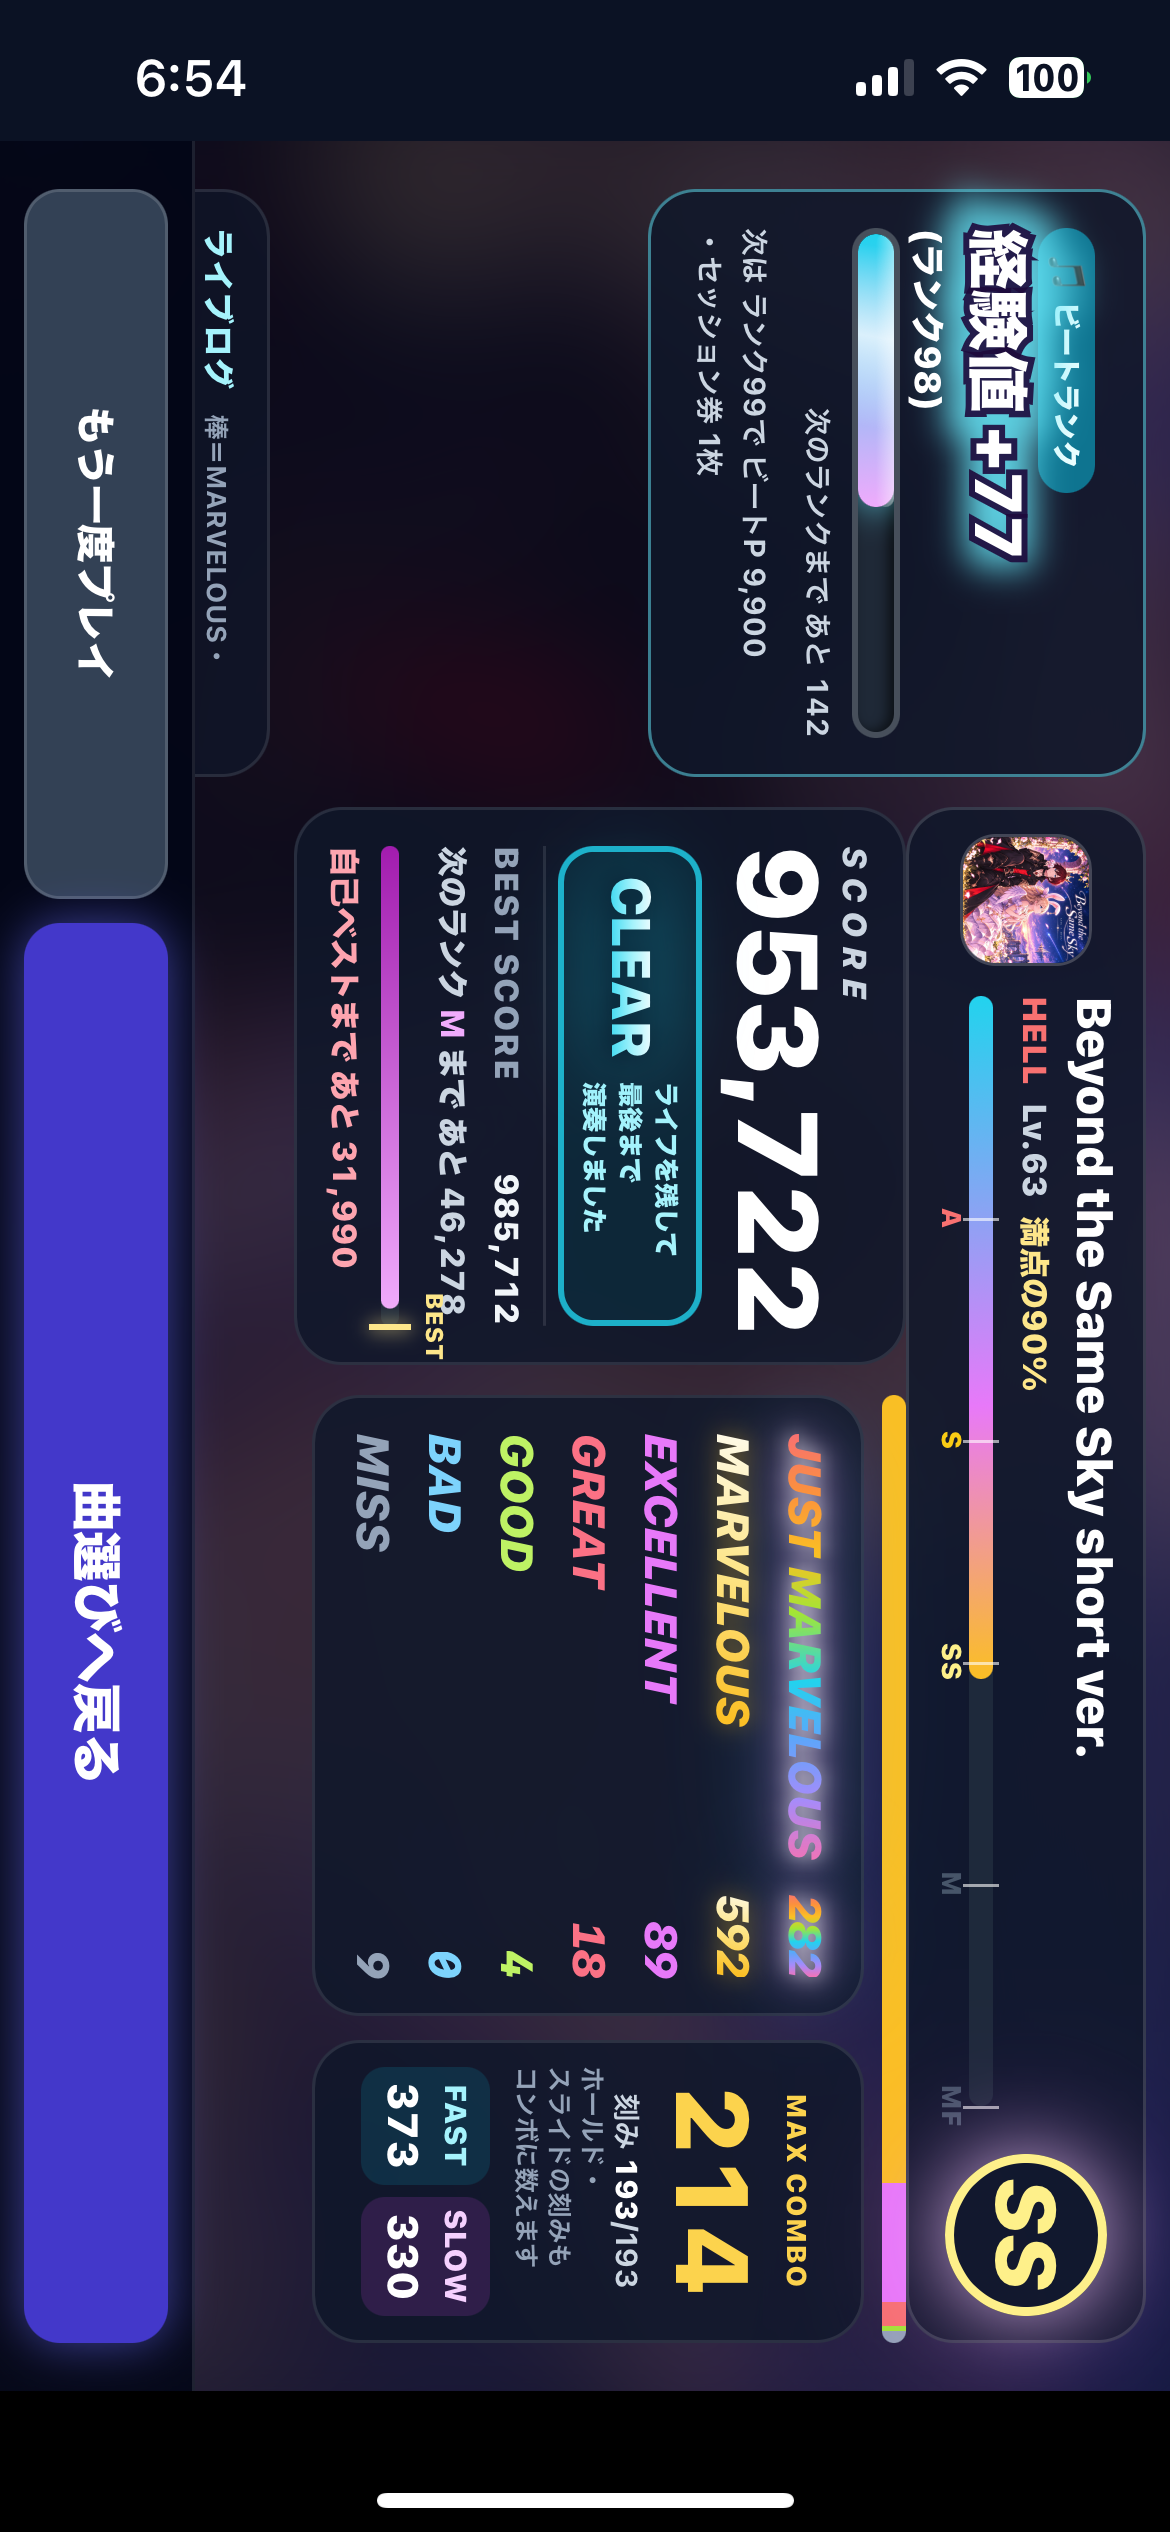 6:54
100
🎵 ビートランク
経験値 +77
(ランク98)
次のランクまで あと 142
次は ランク99で ビートP 9,900
・セッション券 1枚
ライブログ 棒=MARVELOUS・
Beyond the Same Sky
Beyond the Same Sky short ver.
HELL Lv.63 満点の90%
A S SS M MF
SS
SCORE
953,722
CLEAR
ライフを残して
最後まで
演奏しました
BEST SCORE 985,712
次のランク M まで あと 46,278
BEST
自己ベストまで あと 31,990
JUST MARVELOUS 282
MARVELOUS 592
EXCELLENT 89
GREAT 18
GOOD 4
BAD 0
MISS 9
MAX COMBO
214
刻み 193/193
ホールド・
スライドの刻みも
コンボに数えます
FAST
373
SLOW
330
もう一度プレイ
曲選びへ戻る